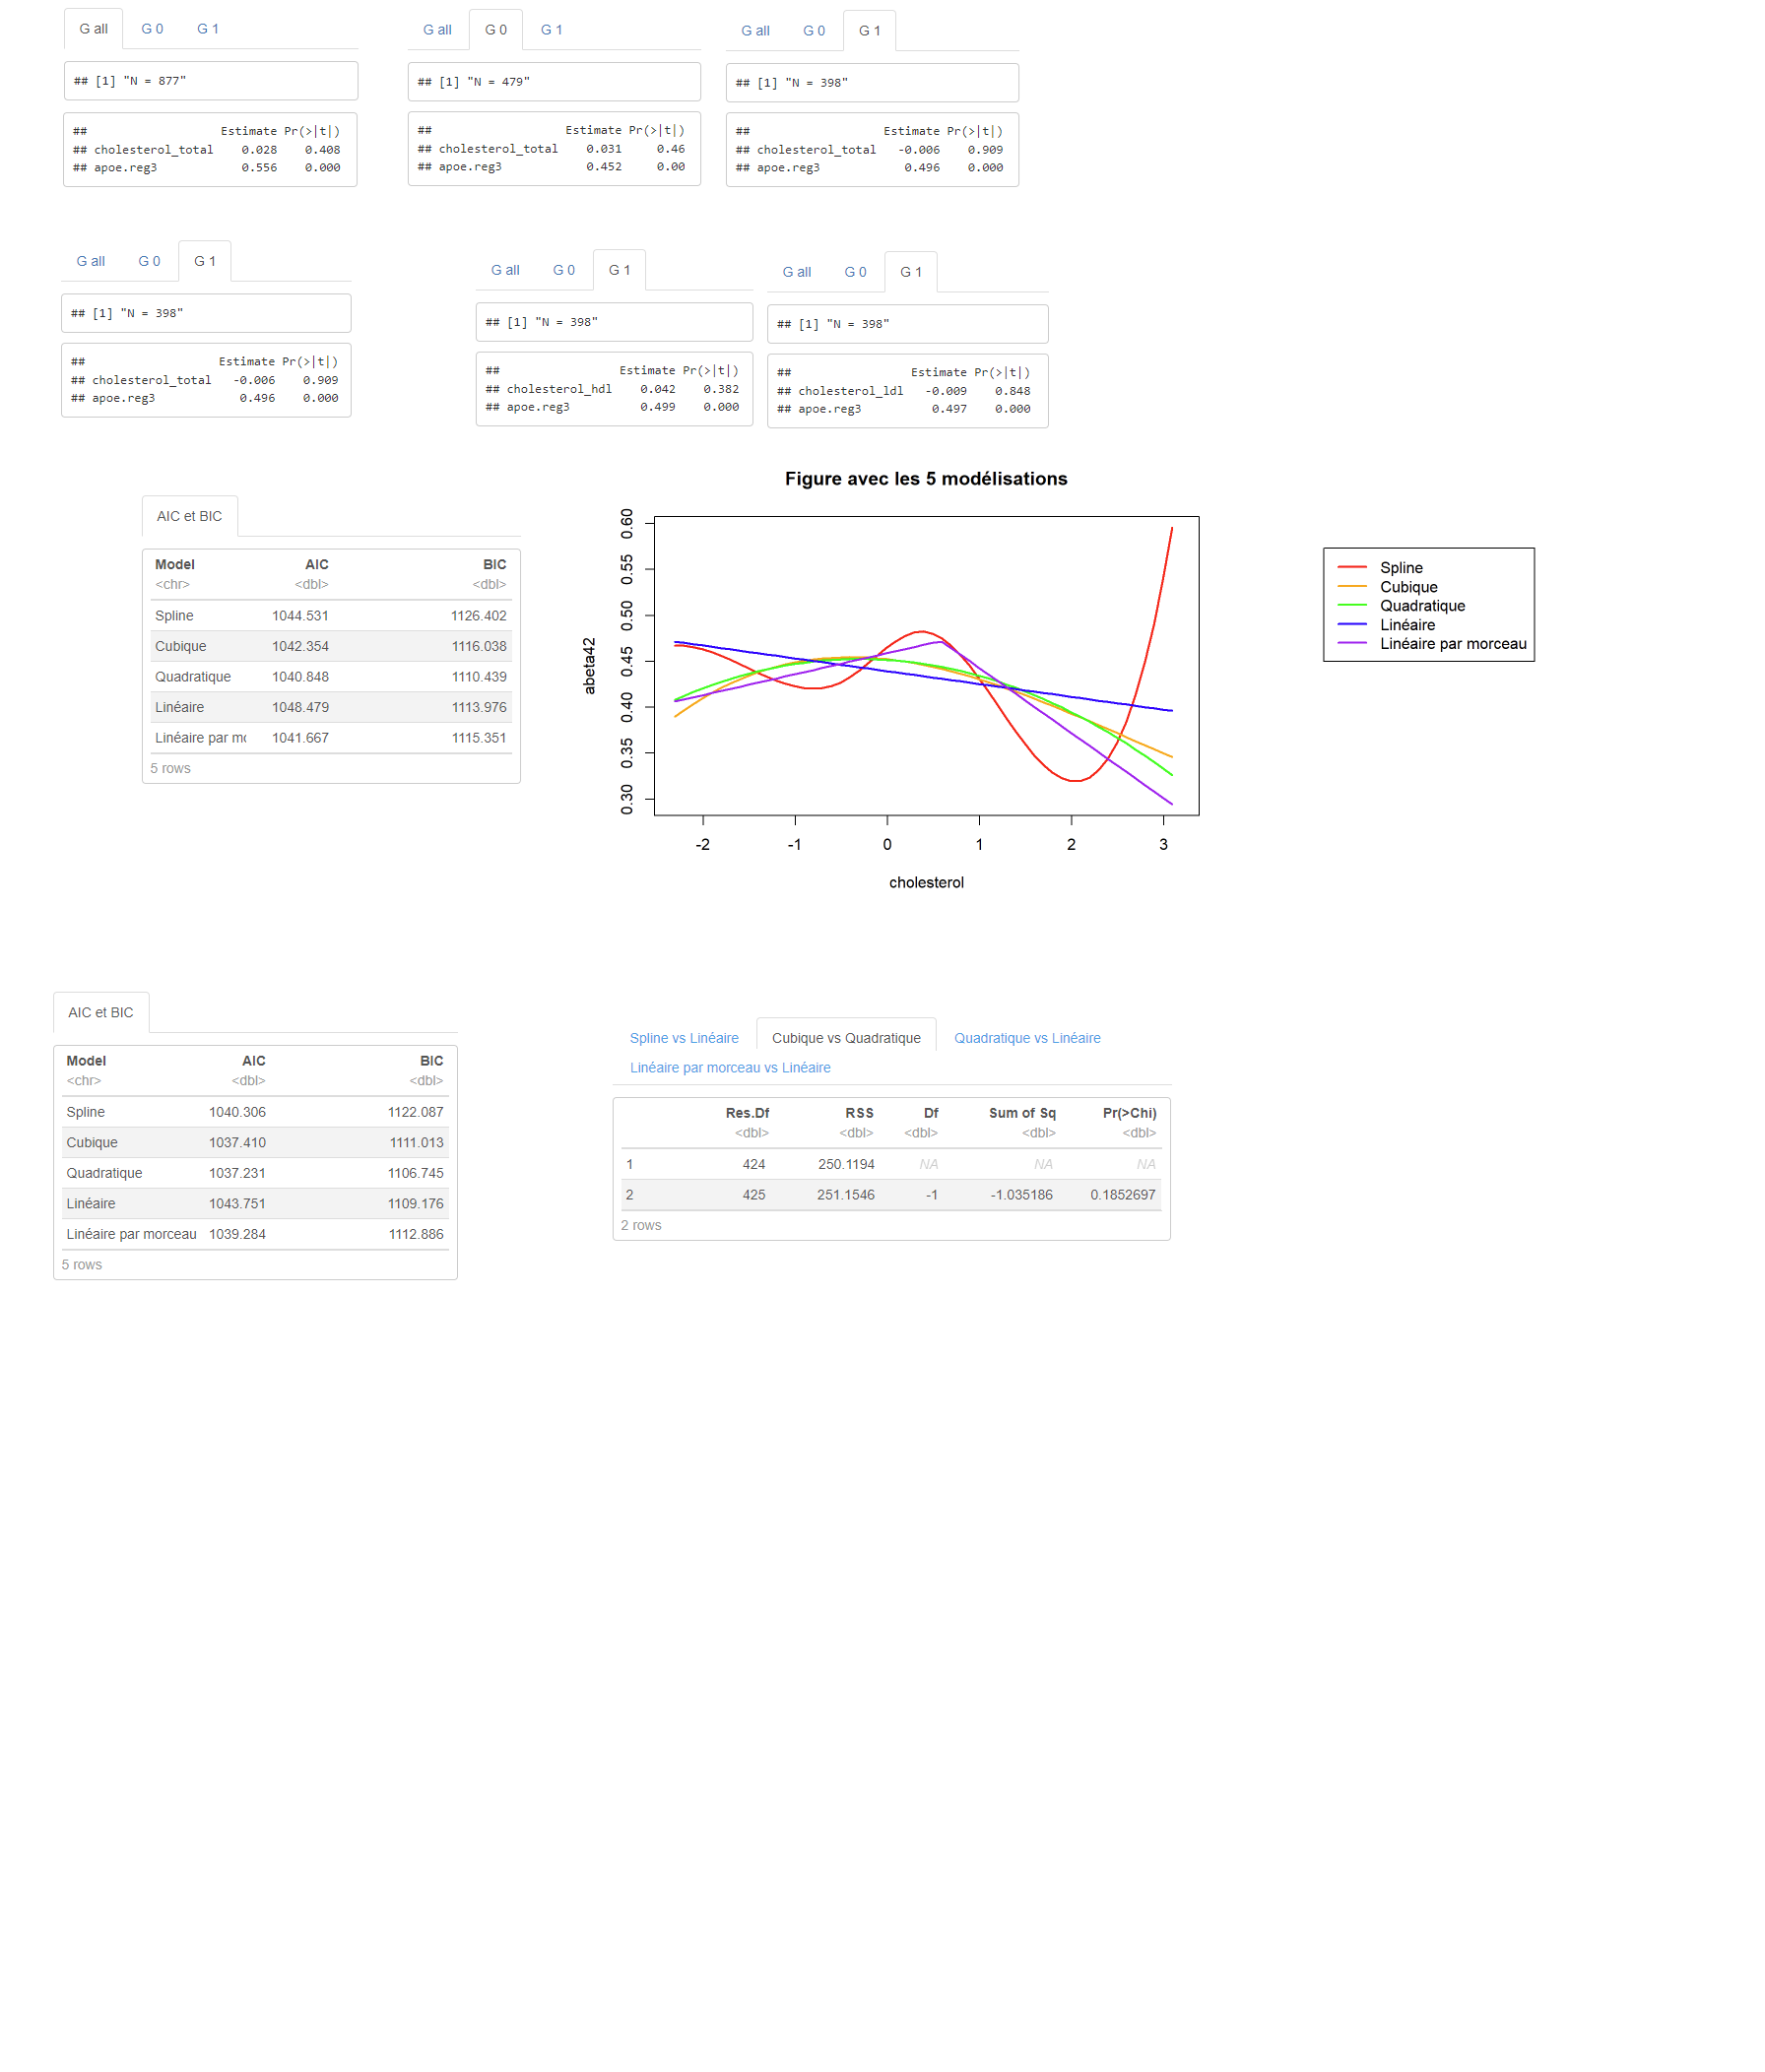 G all G 0 G 1
## [1] "N = 877"
## Estimate Pr(>|t|)
## cholesterol_total 0.028 0.408
## apoe.reg3 0.556 0.000
G all G 0 G 1
## [1] "N = 479"
## Estimate Pr(>|t|)
## cholesterol_total 0.031 0.46
## apoe.reg3 0.452 0.00
G all G 0 G 1
## [1] "N = 398"
## Estimate Pr(>|t|)
## cholesterol_total -0.006 0.909
## apoe.reg3 0.496 0.000
G all G 0 G 1
## [1] "N = 398"
## Estimate Pr(>|t|)
## cholesterol_total -0.006 0.909
## apoe.reg3 0.496 0.000
G all G 0 G 1
## [1] "N = 398"
## Estimate Pr(>|t|)
## cholesterol_hdl 0.042 0.382
## apoe.reg3 0.499 0.000
G all G 0 G 1
## [1] "N = 398"
## Estimate Pr(>|t|)
## cholesterol_ldl -0.009 0.848
## apoe.reg3 0.497 0.000
AIC et BIC
Model AIC BIC
<chr> <dbl> <dbl>
Spline 1044.531 1126.402
Cubique 1042.354 1116.038
Quadratique 1040.848 1110.439
Linéaire 1048.479 1113.976
Linéaire par mc 1041.667 1115.351
5 rows
Figure avec les 5 modélisations
abeta42
0.60
0.55
0.50
0.45
0.40
0.35
0.30
-2 -1 0 1 2 3
cholesterol
Spline
Cubique
Quadratique
Linéaire
Linéaire par morceau
AIC et BIC
Model AIC BIC
<chr> <dbl> <dbl>
Spline 1040.306 1122.087
Cubique 1037.410 1111.013
Quadratique 1037.231 1106.745
Linéaire 1043.751 1109.176
Linéaire par morceau 1039.284 1112.886
5 rows
Spline vs Linéaire Cubique vs Quadratique Quadratique vs Linéaire
Linéaire par morceau vs Linéaire
Res.Df RSS Df Sum of Sq Pr(>Chi)
<dbl> <dbl> <dbl> <dbl> <dbl>
1 424 250.1194 NA NA NA
2 425 251.1546 -1 -1.035186 0.1852697
2 rows